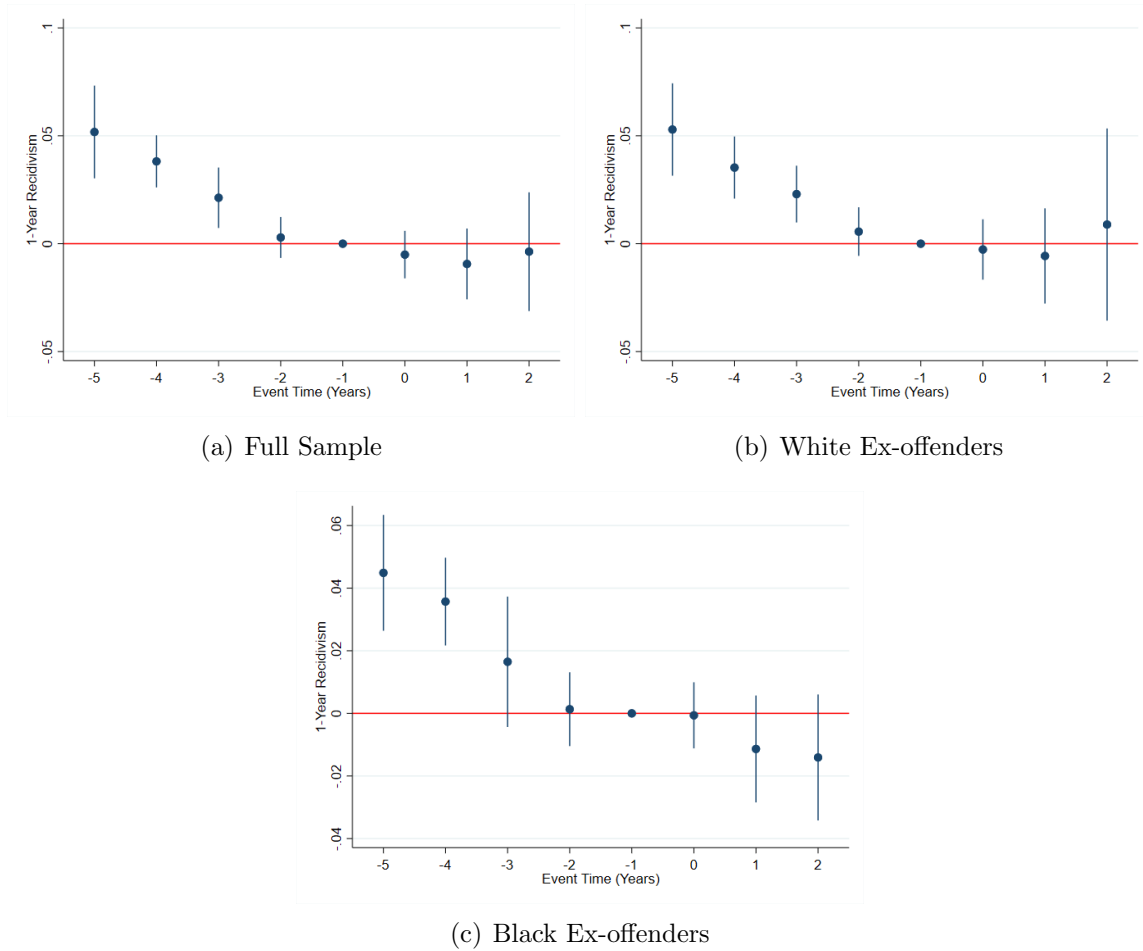 .1
.05
0
-.05
1-Year Recidivism
-5 -4 -3 -2 -1 0 1 2
Event Time (Years)
(a) Full Sample
.1
.05
0
-.05
1-Year Recidivism
-5 -4 -3 -2 -1 0 1 2
Event Time (Years)
(b) White Ex-offenders
.06
.04
.02
0
-.02
-.04
1-Year Recidivism
-5 -4 -3 -2 -1 0 1 2
Event Time (Years)
(c) Black Ex-offenders